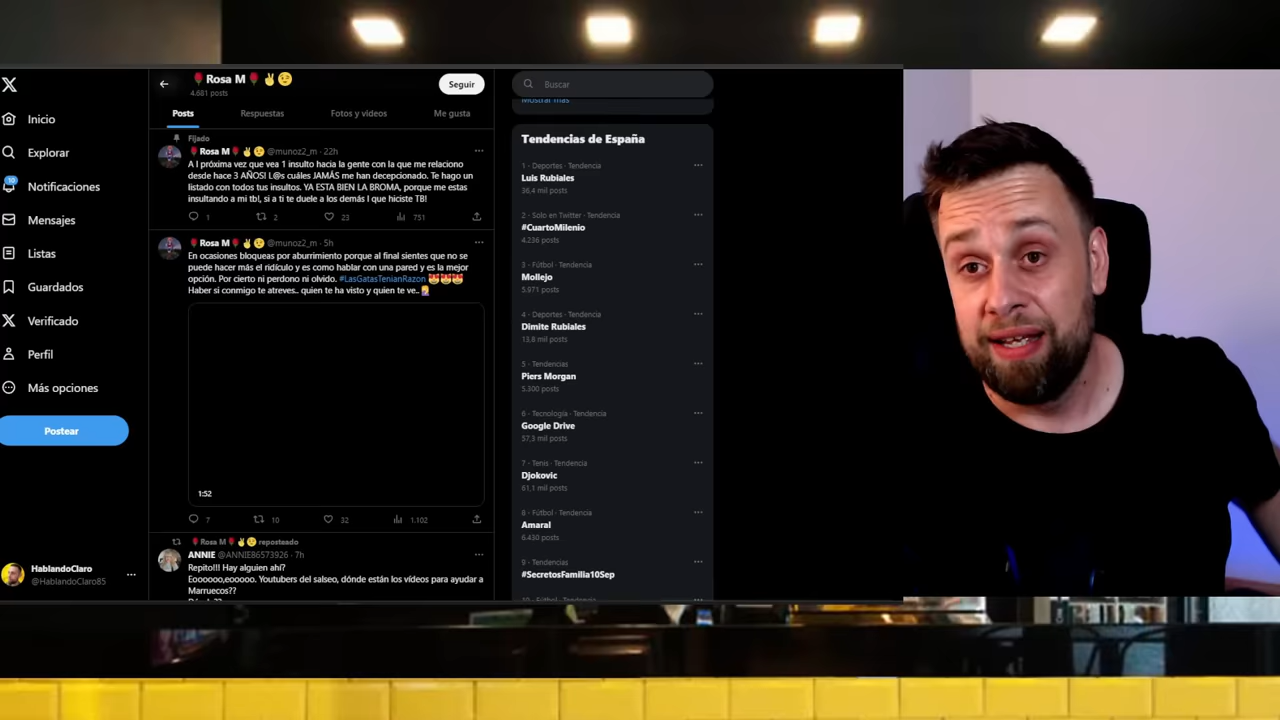 Inicio
Explorar
10
Notificaciones
Mensajes
Listas
Guardados
Verificado
Perfil
Más opciones
Postear
HablandoClaro
@HablandoClaro85
🌹Rosa M🌹✌️😉
4.681 posts
Seguir
Posts
Respuestas
Fotos y vídeos
Me gusta
Fijado
🌹Rosa M🌹✌️😉 @munoz2_m · 22h
A l próxima vez que vea 1 insulto hacia la gente con la que me relaciono
desde hace 3 AÑOS! L@s cuáles JAMÁS me han decepcionado. Te hago un
listado con todos tus insultos. YA ESTA BIEN LA BROMA, porque me estas
insultando a mi tb!, si a ti te duele a los demás l que hiciste TB!
1
2
23
751
🌹Rosa M🌹✌️😉 @munoz2_m · 5h
En ocasiones bloqueas por aburrimiento porque al final sientes que no se
puede hacer más el ridículo y es como hablar con una pared y es la mejor
opción. Por cierto ni perdono ni olvido. #LasGatasTenianRazon 😻😻😻
Haber si conmigo te atreves.. quien te ha visto y quien te ve..🤦‍♀️
1:52
7
10
32
1.102
🌹Rosa M🌹✌️😉 reposteado
ANNIE @ANNIE86573926 · 7h
Repito!!! Hay alguien ahí?
Eoooooo,eooooo. Youtubers del salseo, dónde están los vídeos para ayudar a
Marruecos??
Buscar
Mostrar más
Tendencias de España
1 · Deportes · Tendencia
Luis Rubiales
36,4 mil posts
2 · Solo en Twitter · Tendencia
#CuartoMilenio
4.236 posts
3 · Fútbol · Tendencia
Mollejo
5.971 posts
4 · Deportes · Tendencia
Dimite Rubiales
13,8 mil posts
5 · Tendencias
Piers Morgan
5.300 posts
6 · Tecnología · Tendencia
Google Drive
57,3 mil posts
7 · Tenis · Tendencia
Djokovic
61,1 mil posts
8 · Fútbol · Tendencia
Amaral
6.430 posts
9 · Tendencias
#SecretosFamilia10Sep